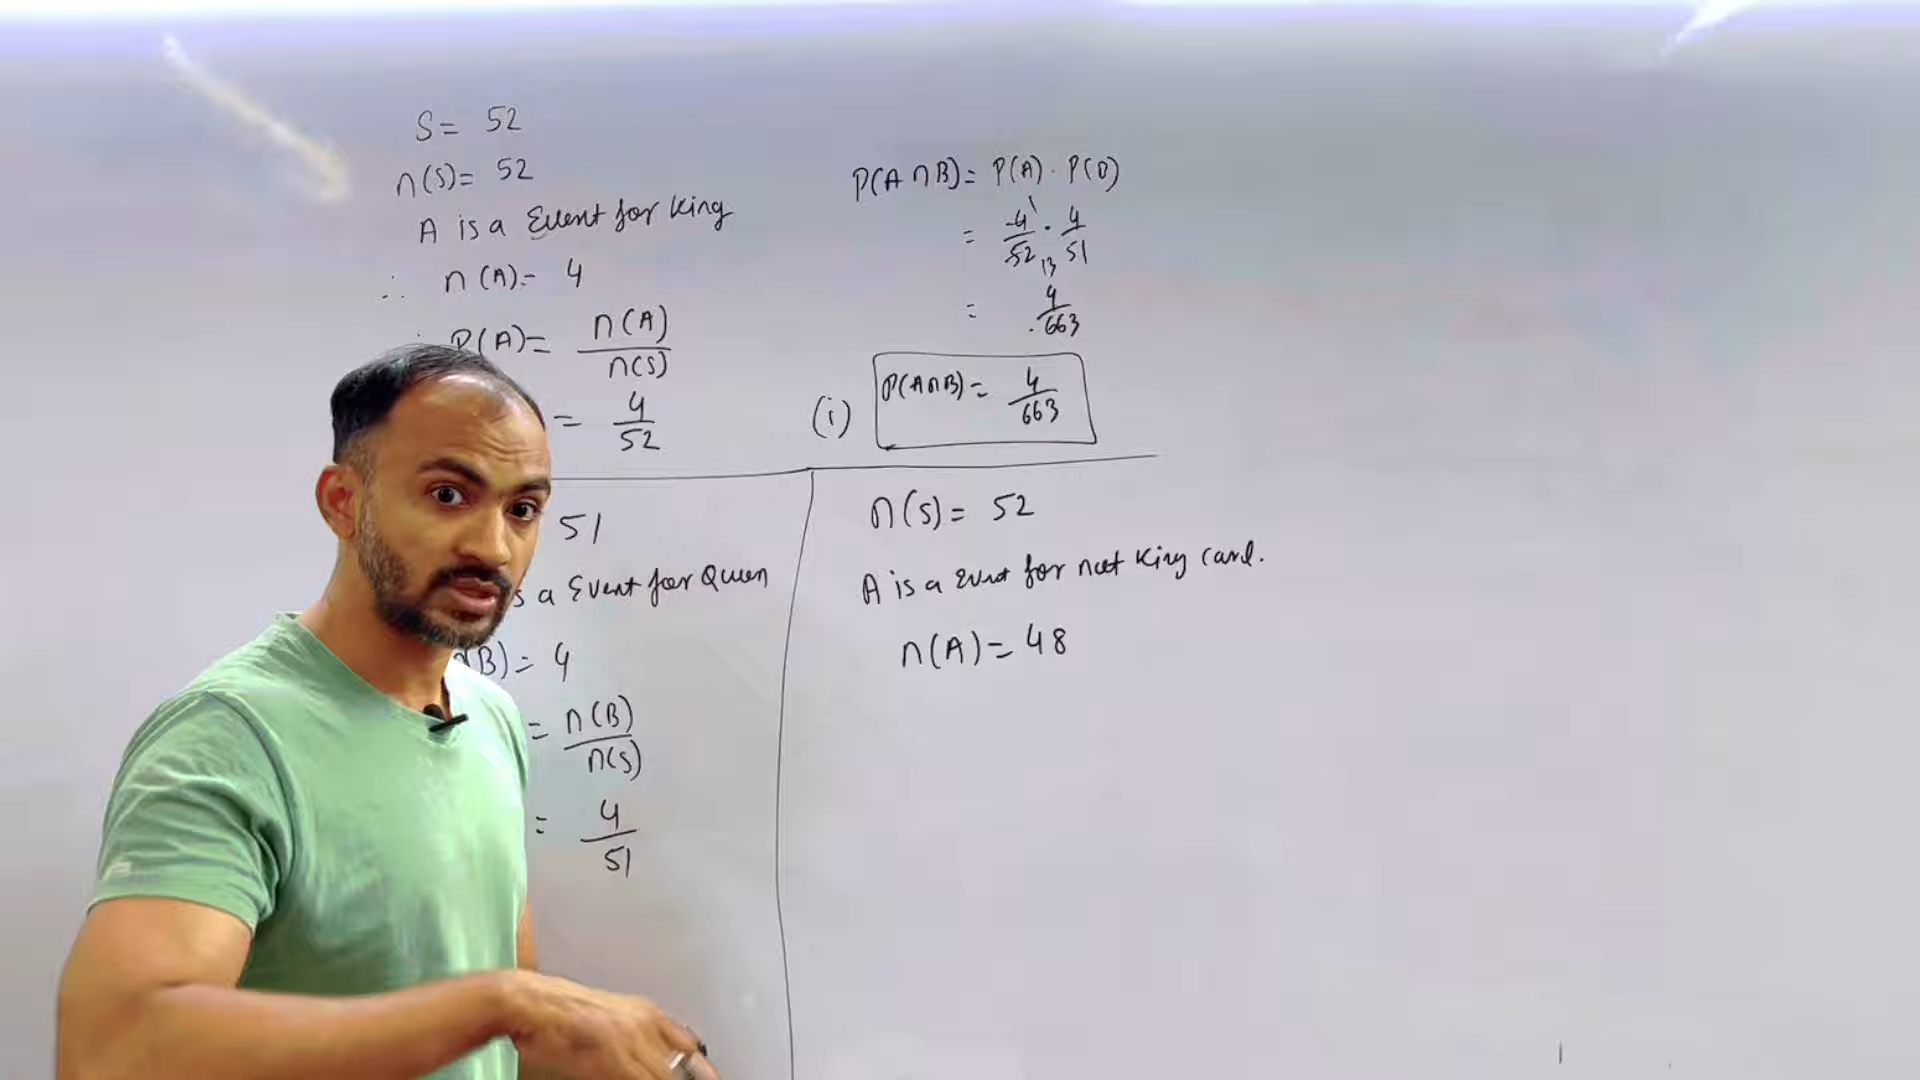 S = 52
n(S) = 52
A is a Event for King
∴ n(A) = 4
P(A) = n(A)/n(S)
= 4/52
51
s a Event for Queen
(B) = 4
= n(B)/n(S)
= 4/51
P(A∩B) = P(A) · P(B)
= 4/52 · 4/51
1
13
= 4/663
(i) P(A∩B) = 4/663
n(S) = 52
A is a Event for not King Card.
n(A) = 48